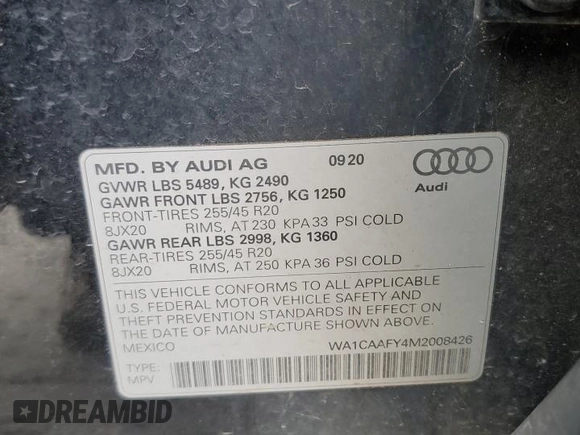 MFD. BY AUDI AG 0920
GVWR LBS 5489, KG 2490
GAWR FRONT LBS 2756, KG 1250
FRONT-TIRES 255/45 R20
8JX20 RIMS, AT 230 KPA 33 PSI COLD
GAWR REAR LBS 2998, KG 1360
REAR-TIRES 255/45 R20
8JX20 RIMS, AT 250 KPA 36 PSI COLD
Audi
THIS VEHICLE CONFORMS TO ALL APPLICABLE
U.S. FEDERAL MOTOR VEHICLE SAFETY AND
THEFT PREVENTION STANDARDS IN EFFECT ON
THE DATE OF MANUFACTURE SHOWN ABOVE.
MEXICO WA1CAAFY4M2008426
TYPE:
MPV
DREAMBID